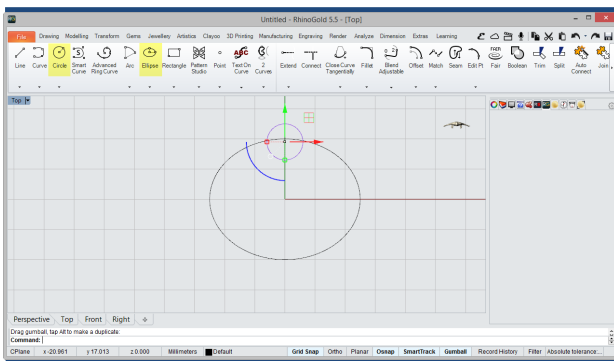 Untitled - RhinoGold 5.5 - [Top]
File Drawing Modelling Transform Gems Jewellery Artistics Clayoo 3D Printing Manufacturing Engraving Render Analyze Dimension Extras Learning
Line Curve Circle Smart Curve Advanced Ring Curve Arc Ellipse Rectangle Pattern Studio Point Text On Curve 2 Curves Extend Connect Close Curve Tangentially Fillet Blend Adjustable Offset Match Seam Edit Pt Fair Boolean Trim Split Auto Connect Join
Top
Perspective Top Front Right
Drag gumball, tap Alt to make a duplicate:
Command:
CPlane x -20.961 y 17.013 z 0.000 Millimeters Default Grid Snap Ortho Planar Osnap SmartTrack Gumball Record History Filter Absolute tolerance...